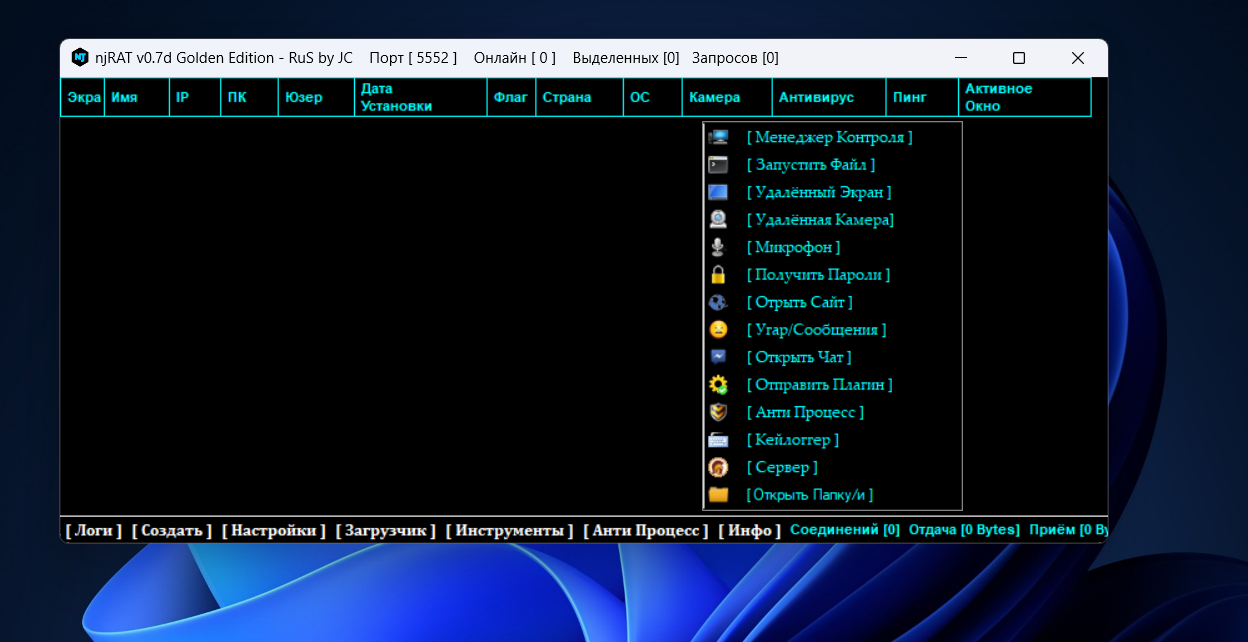 njRAT v0.7d Golden Edition - RuS by JC Порт [ 5552 ] Онлайн [ 0 ] Выделенных [0] Запросов [0]
Экра Имя IP ПК Юзер Дата Установки Флаг Страна ОС Камера Антивирус Пинг Активное Окно
[ Менеджер Контроля ]
[ Запустить Файл ]
[ Удалённый Экран ]
[ Удалённая Камера]
[ Микрофон ]
[ Получить Пароли ]
[ Отрыть Сайт ]
[ Угар/Сообщения ]
[ Открыть Чат ]
[ Отправить Плагин ]
[ Анти Процесс ]
[ Кейлоггер ]
[ Сервер ]
[ Открыть Папку/и ]
[ Логи ] [ Создать ] [ Настройки ] [ Загрузчик ] [ Инструменты ] [ Анти Процесс ] [ Инфо ] Соединений [0] Отдача [0 Bytes] Приём [0 By